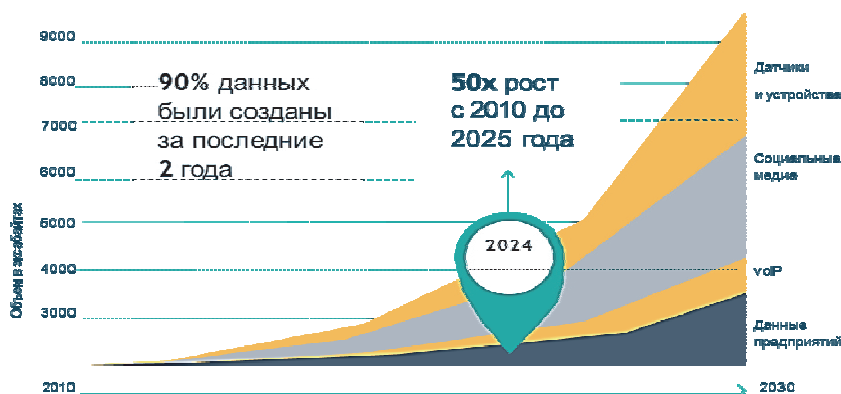 9000
8000
7000
6000
5000
4000
3000
2010
2030
Объем в эксабайтах
90% данных
были созданы
за последние
2 года
50x рост
с 2010 до
2025 года
2024
Датчики
и устройства
Социальные
медиа
voIP
Данные
предприятий